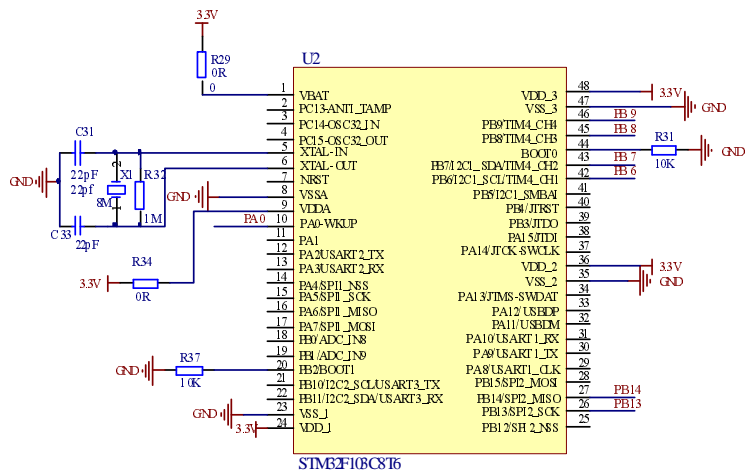 3.3V
U2
R29
0R
0
1 VBAT
2 PC13-ANTI_TAMP
3 PC14-OSC32_IN
4 PC15-OSC32_OUT
5 XTAL-IN
6 XTAL-OUT
7 NRST
8 VSSA
9 VDDA
10 PA0-WKUP
11 PA1
12 PA2/USART2_TX
13 PA3/USART2_RX
14 PA4/SPI1_NSS
15 PA5/SPI1_SCK
16 PA6/SPI1_MISO
17 PA7/SPI1_MOSI
18 PB0/ADC_IN8
19 PB1/ADC_IN9
20 PB2/BOOT1
21 PB10/I2C2_SCL/USART3_TX
22 PB11/I2C2_SDA/USART3_RX
23 VSS_1
24 VDD_1
VDD_3 48 3.3V
VSS_3 47 GND
PB9/TIM4_CH4 46 PB9
PB8/TIM4_CH3 45 PB8
BOOT0 44
PB7/I2C1_SDA/TIM4_CH2 43 PB7
PB6/I2C1_SCL/TIM4_CH1 42 PB6
PB5/I2C1_SMBAI 41
PB4/JTRST 40
PB3/JTDO 39
PA15/JTDI 38
PA14/JTCK-SWCLK 37
VDD_2 36 3.3V
VSS_2 35 GND
PA13/JTMS-SWDAT 34
PA12/USBDP 33
PA11/USBDM 32
PA10/USART1_RX 31
PA9/USART1_TX 30
PA8/USART1_CLK 29
PB15/SPI2_MOSI 28
PB14/SPI2_MISO 27 PB14
PB13/SPI2_SCK 26 PB13
PB12/SPI2_NSS 25
R31
10K
GND
C31
22pF
22pf
GND
2
X1
8M
1
R32
1M
C33
22pF
GND
PA0
R34
3.3V
0R
R37
GND
10K
GND
3.3V
STM32F103C8T6